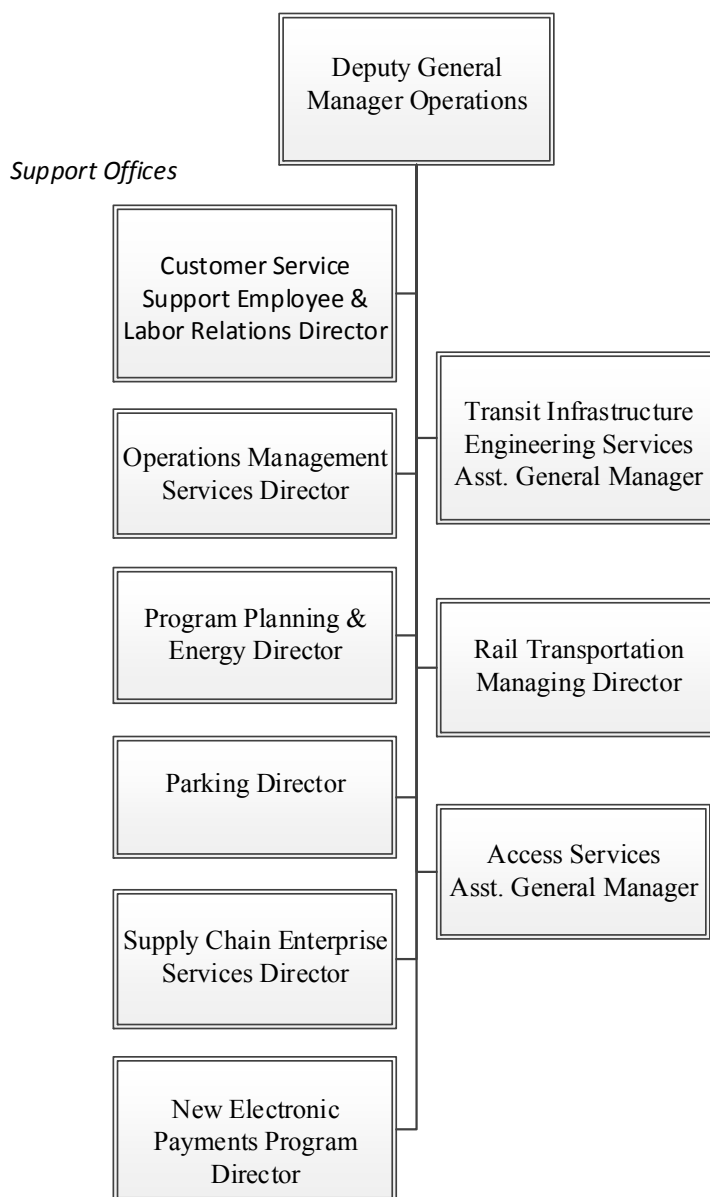 Deputy General
Manager Operations
Support Offices
Customer Service
Support Employee &
Labor Relations Director
Transit Infrastructure
Engineering Services
Asst. General Manager
Operations Management
Services Director
Program Planning &
Energy Director
Rail Transportation
Managing Director
Parking Director
Access Services
Asst. General Manager
Supply Chain Enterprise
Services Director
New Electronic
Payments Program
Director